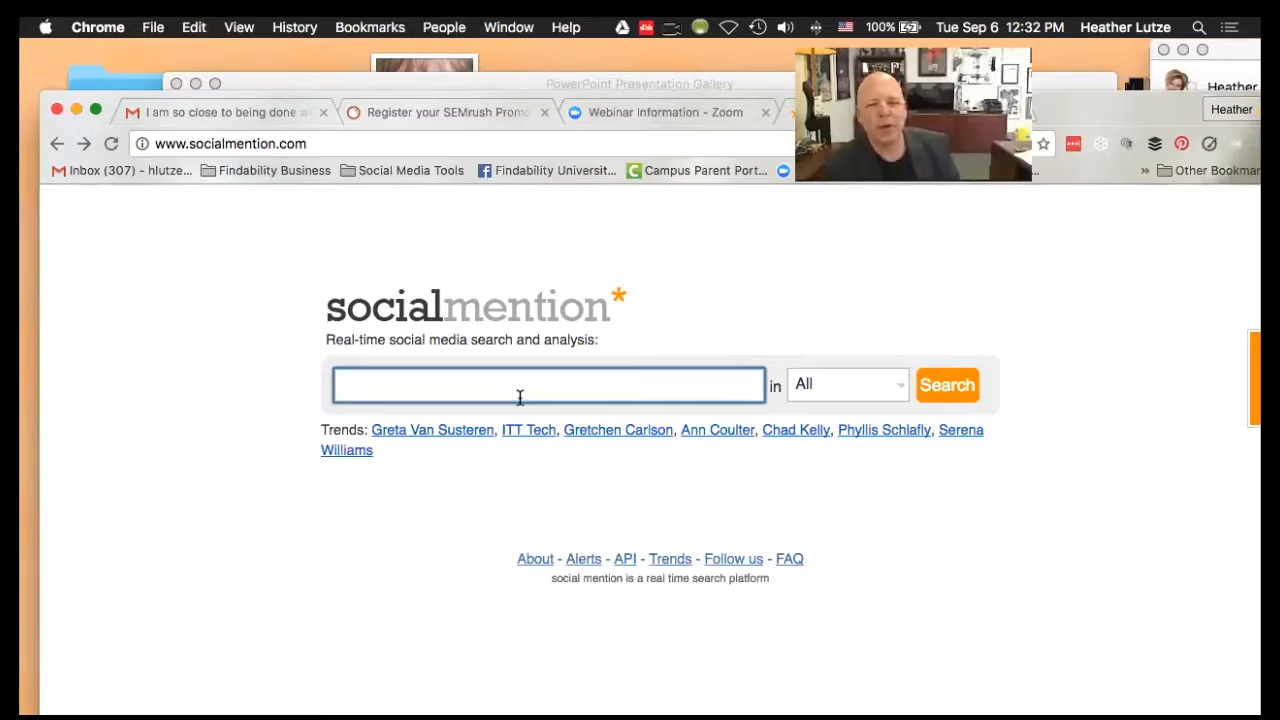 Chrome File Edit View History Bookmarks People Window Help 100% Tue Sep 6 12:32 PM Heather Lutze
PowerPoint Presentation Gallery
Heather
I am so close to being done w Register your SEMrush Promo Webinar Information - Zoom Heather
www.socialmention.com
Inbox (307) - hlutze... Findability Business Social Media Tools Findability Universit... Campus Parent Port... » Other Bookmar
socialmention*
Real-time social media search and analysis:
in All Search
Trends: Greta Van Susteren, ITT Tech, Gretchen Carlson, Ann Coulter, Chad Kelly, Phyllis Schlafly, Serena
Williams
About - Alerts - API - Trends - Follow us - FAQ
social mention is a real time search platform